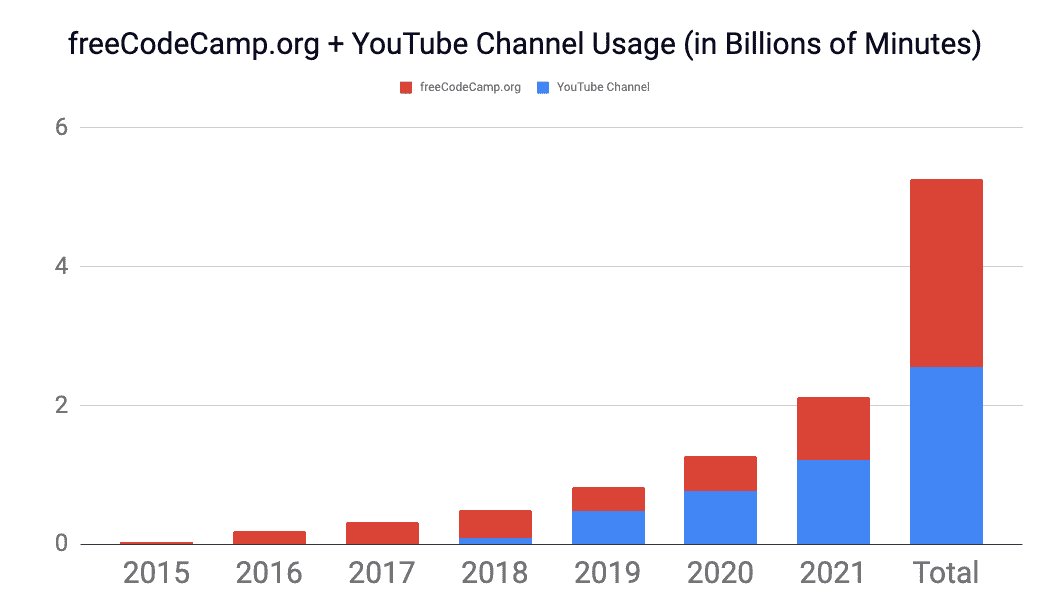 freeCodeCamp.org + YouTube Channel Usage (in Billions of Minutes)
freeCodeCamp.org YouTube Channel
6
4
2
0
2015 2016 2017 2018 2019 2020 2021 Total